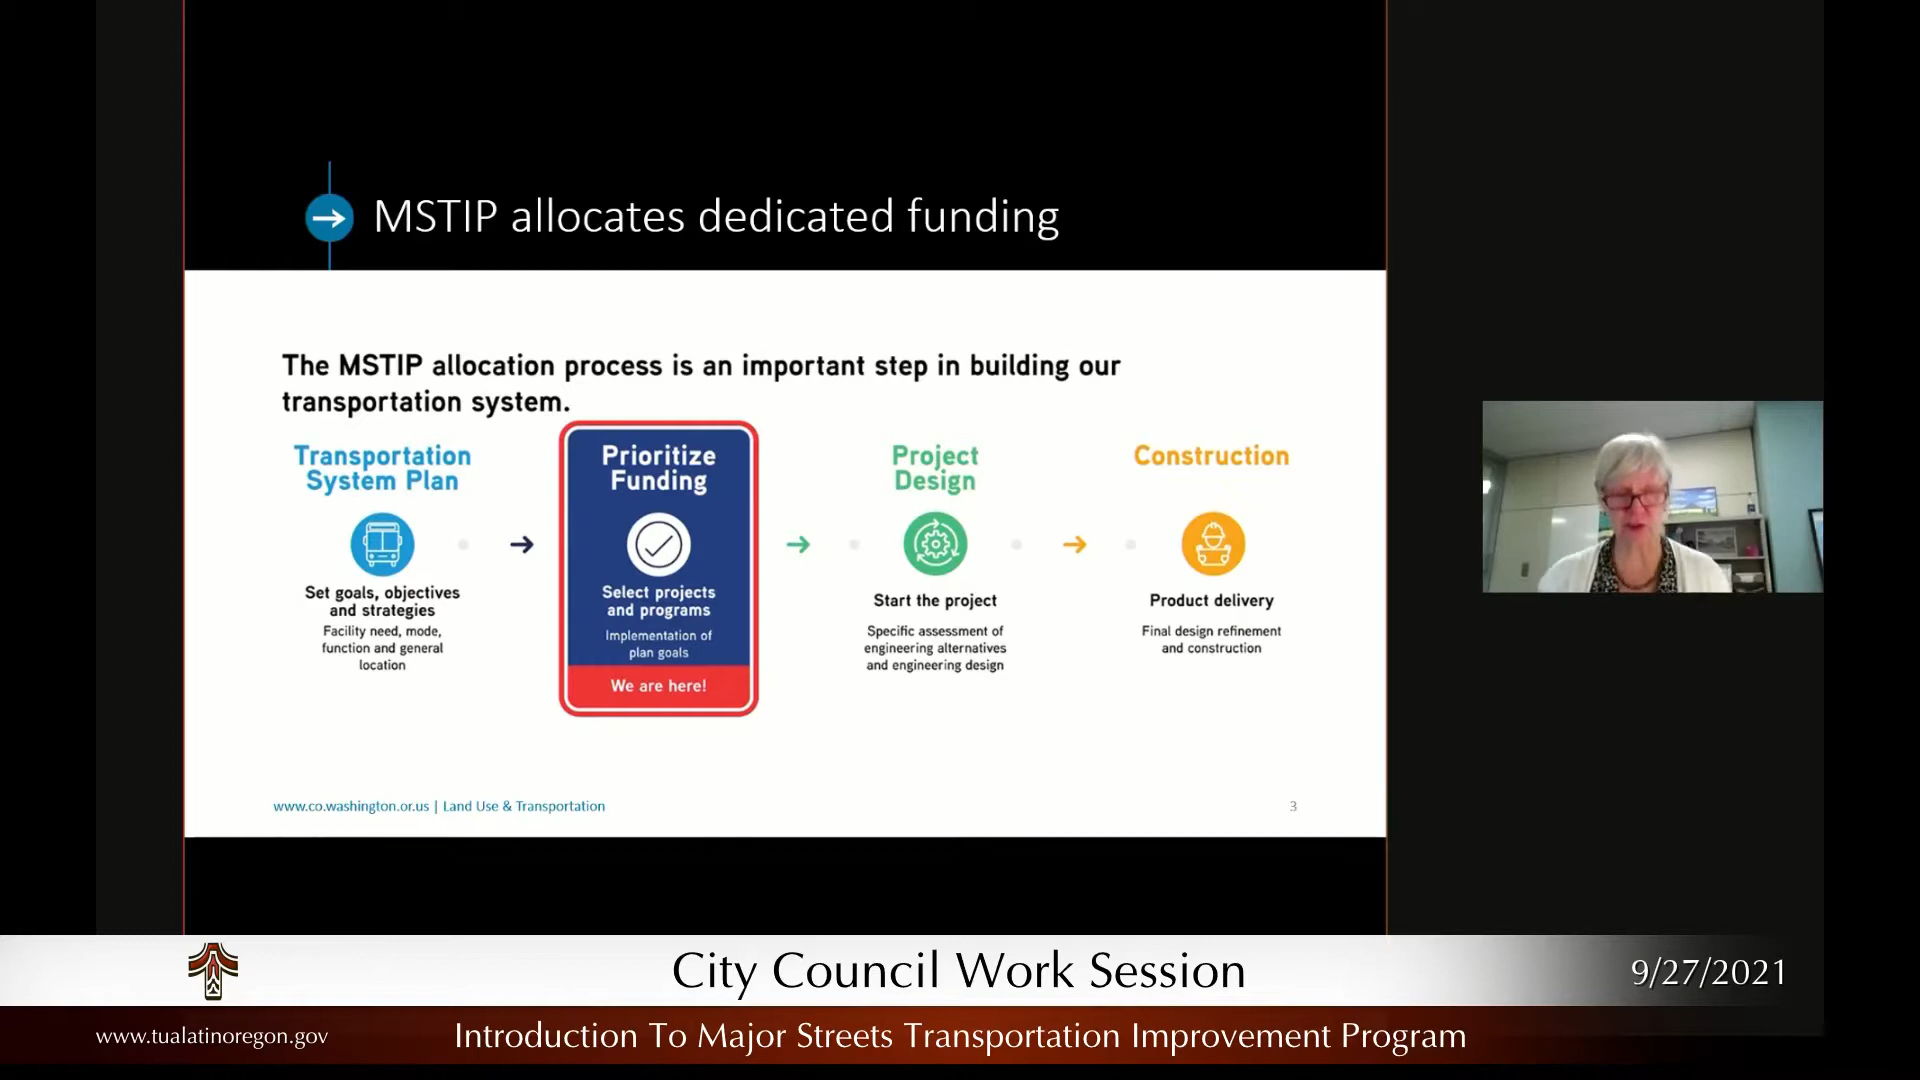 MSTIP allocates dedicated funding
The MSTIP allocation process is an important step in building our
transportation system.
Transportation
System Plan
Set goals, objectives
and strategies
Facility need, mode,
function and general
location
Prioritize
Funding
Select projects
and programs
Implementation of
plan goals
We are here!
Project
Design
Start the project
Specific assessment of
engineering alternatives
and engineering design
Construction
Product delivery
Final design refinement
and construction
www.co.washington.or.us | Land Use & Transportation
3
City Council Work Session
9/27/2021
www.tualatinoregon.gov
Introduction To Major Streets Transportation Improvement Program